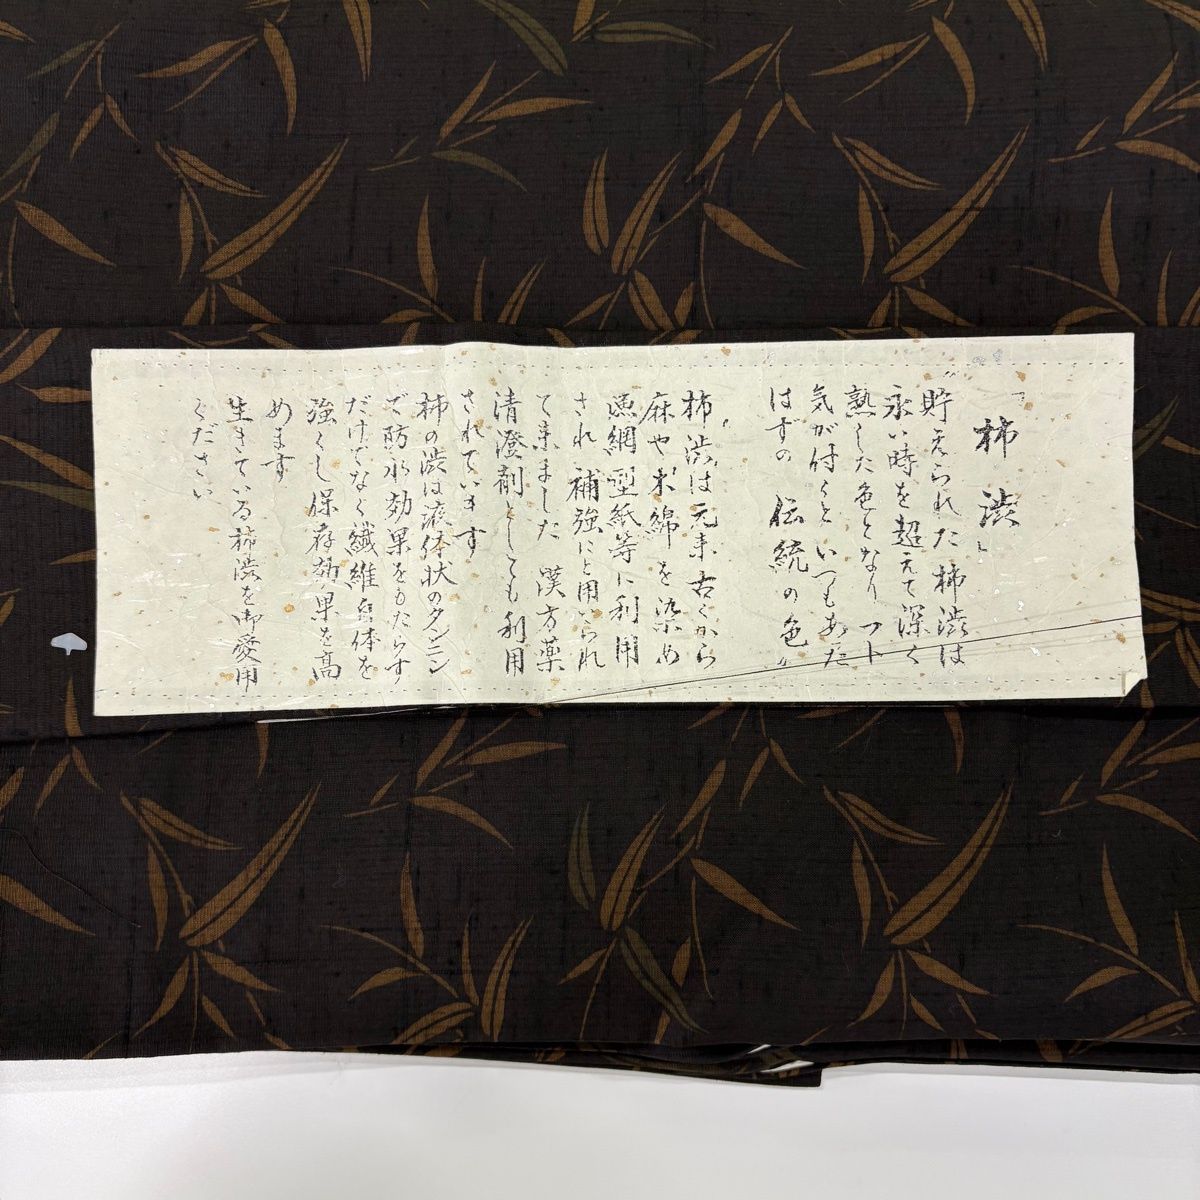 「柿渋」
“貯えられた柿渋は
永い時を超えて深く
熟した色となり フト
気が付くといつもあた
はずの 伝統の色〟
柿渋は元来 古くから
麻や木綿を染め
漁網型紙等に利用
され 補強にと用いられ
て来ました 漢方薬
清澄剤としても利用
されています
柿の渋は液体状のタンニン
で防水効果をもたらす
だけでなく繊維自体を
強くし保存効果を高
めます
生きている柿渋を御愛用
ください